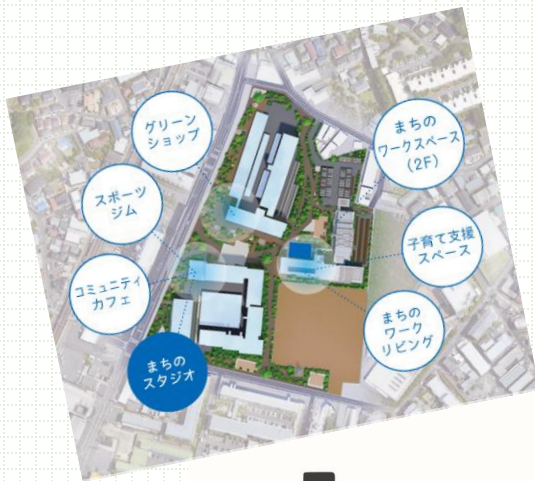 グリーン
ショップ
スポーツ
ジム
コミュニティ
カフェ
まちの
スタジオ
まちの
ワークスペース
(2F)
子育て支援
スペース
まちの
ワーク
リビング